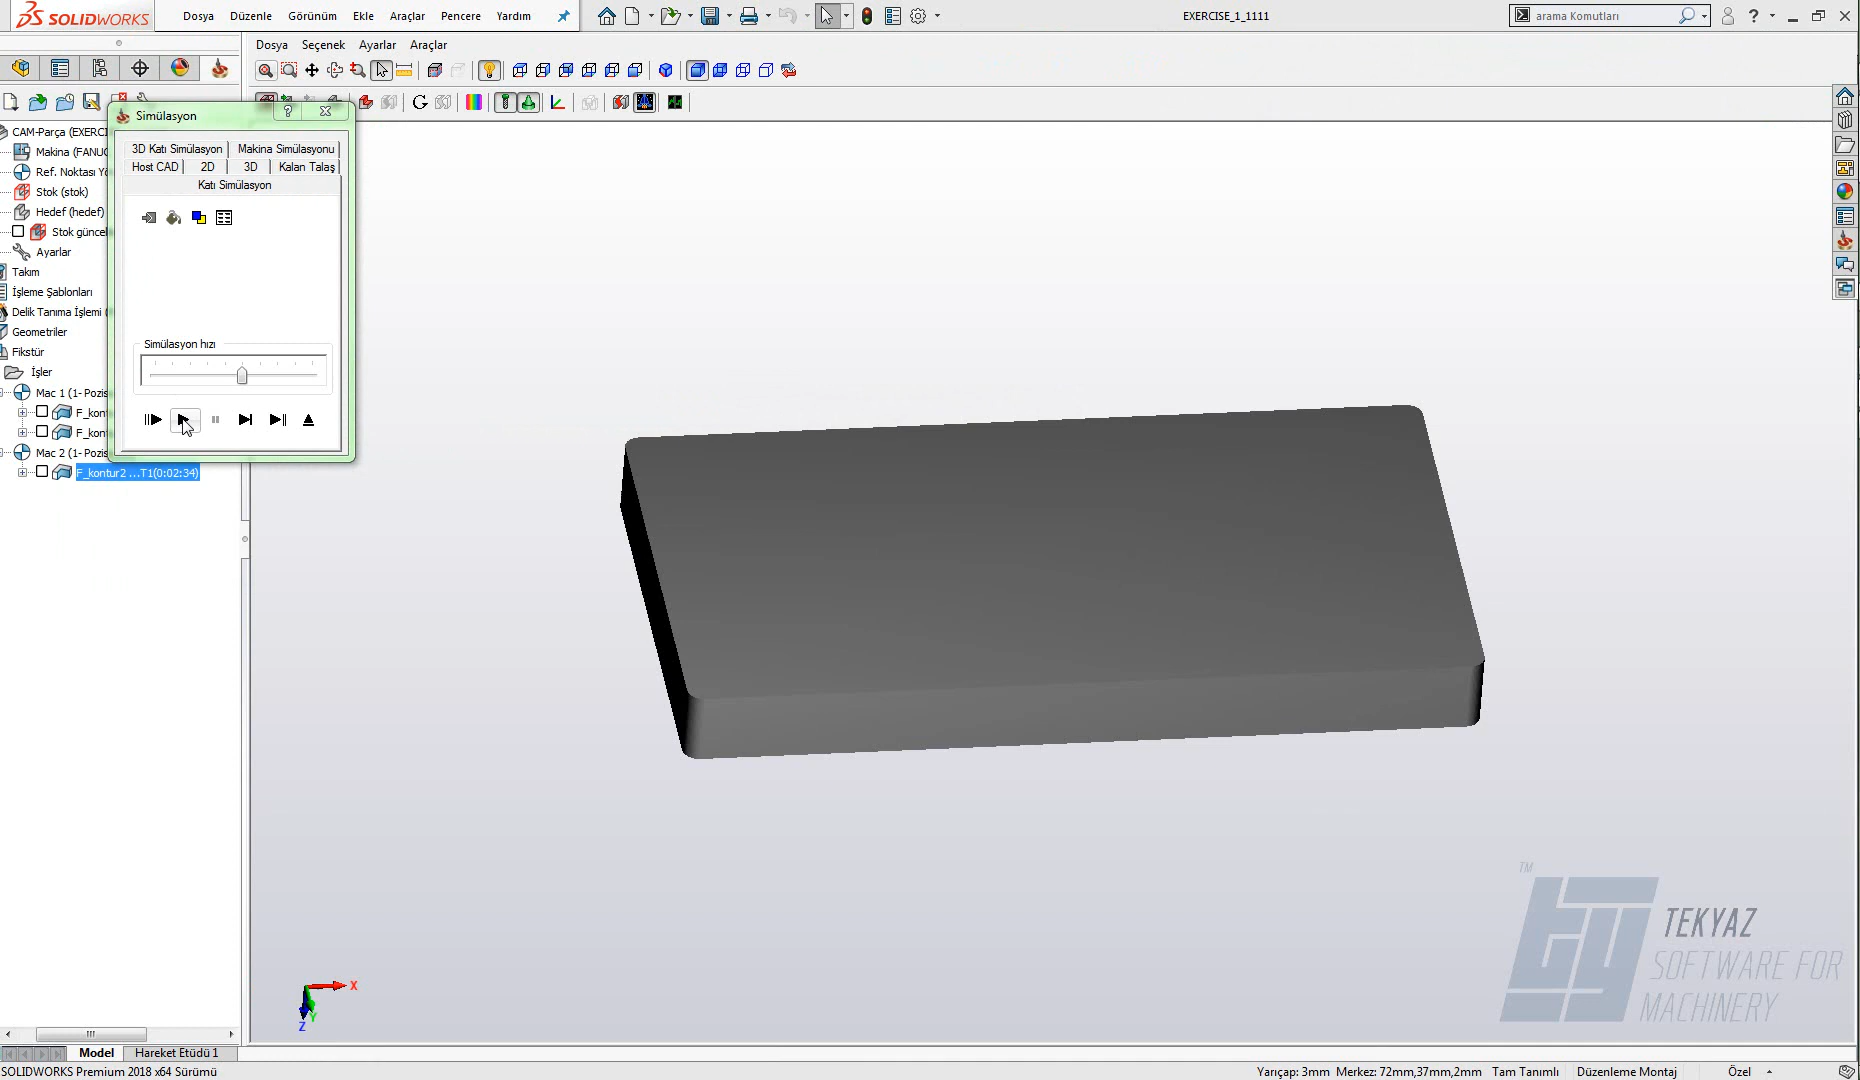 SOLIDWORKS
Dosya Düzenle Görünüm Ekle Araçlar Pencere Yardım
EXERCISE_1_1111
arama Komutları
Dosya Seçenek Ayarlar Araçlar
Simülasyon
3D Katı Simülasyon Makina Simülasyonu
Host CAD 2D 3D Kalan Talaş
Katı Simülasyon
Simülasyon hızı
CAM-Parça (EXERCI
Makina (FANUC
Ref. Noktası Yö
Stok (stok)
Hedef (hedef)
Stok güncel
Ayarlar
Takım
İşleme Şablonları
Delik Tanıma İşlemi (
Geometriler
Fikstür
İşler
Mac 1 (1- Pozis
F_kon
F_kon
Mac 2 (1- Pozis
F_kontur2 ...T1(0:02:34)
X
Y
Z
TM
TEKYAZ
SOFTWARE FOR
MACHINERY
Model Hareket Etüdü 1
SOLIDWORKS Premium 2018 x64 Sürümü
Yarıçap: 3mm Merkez: 72mm,37mm,2mm Tam Tanımlı Düzenleme Montaj Özel